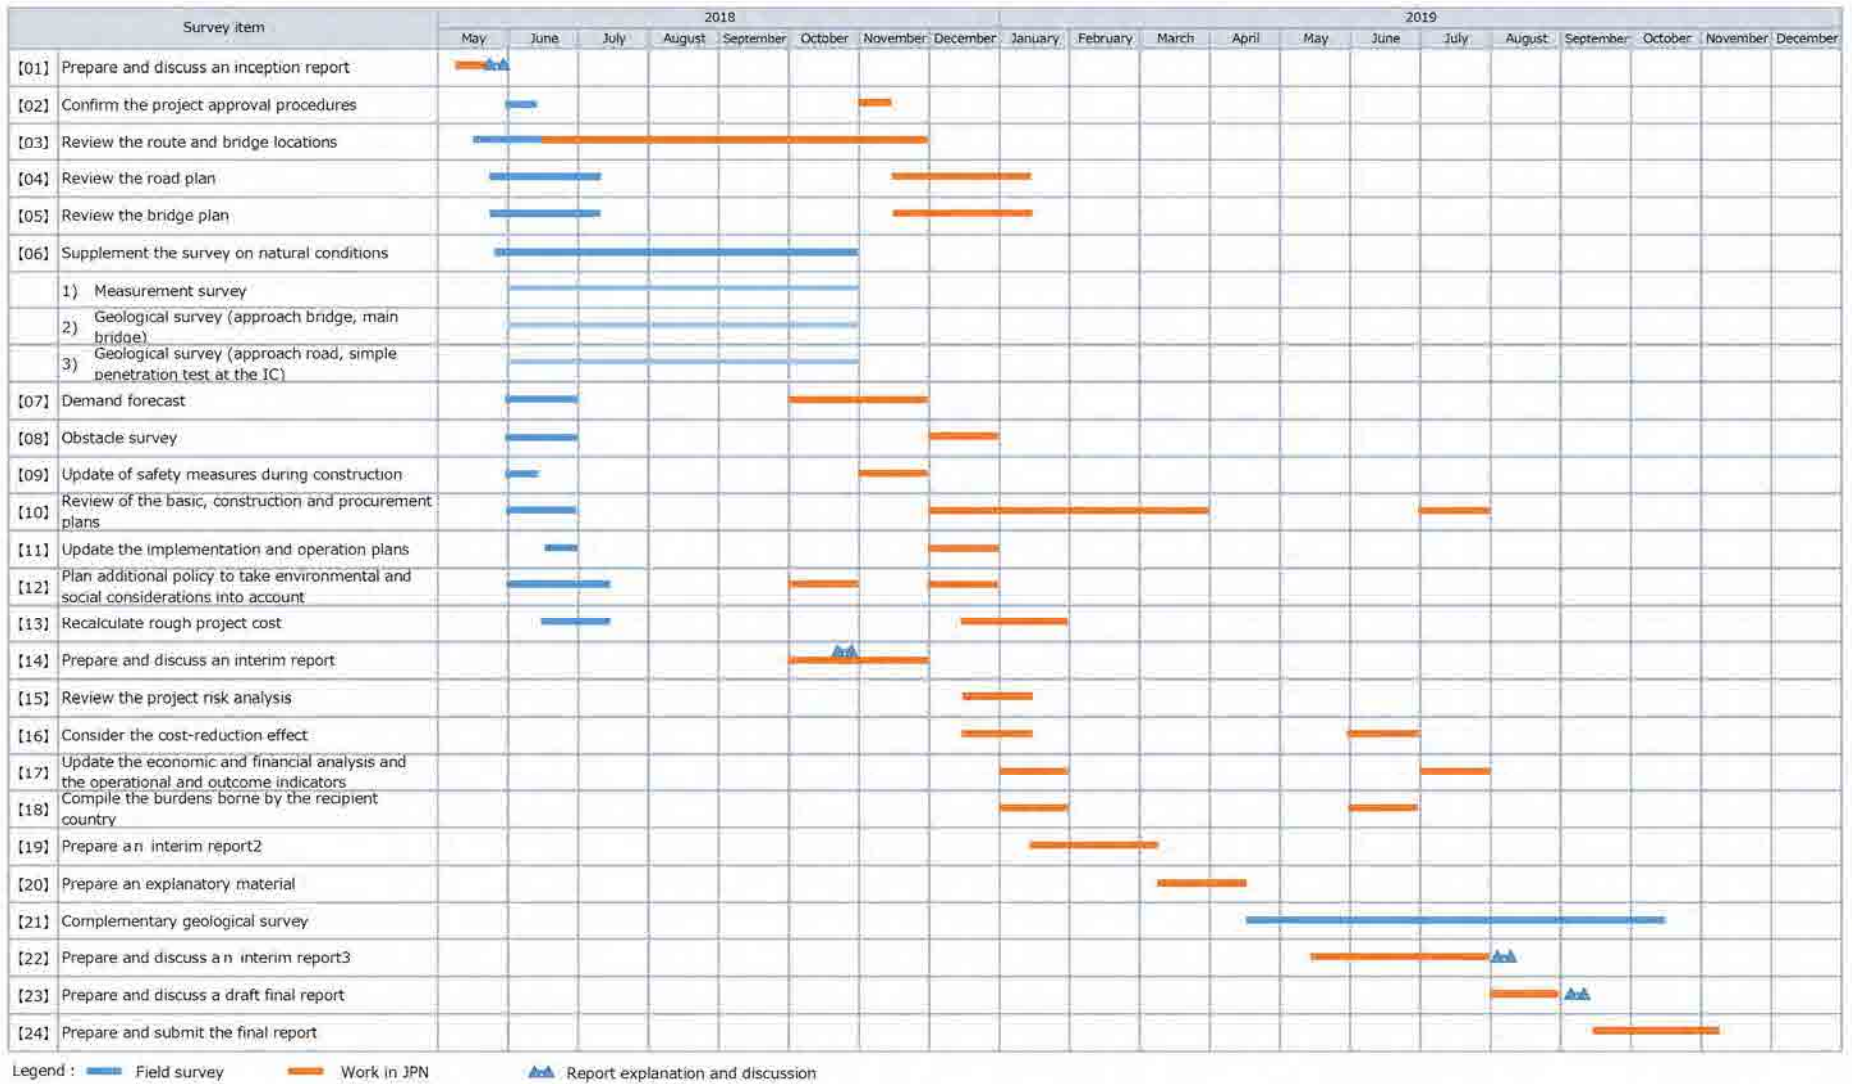 Survey item
2018
2019
May June July August September October November December January February March April May June July August September October November December
【01】 Prepare and discuss an inception report
【02】 Confirm the project approval procedures
【03】 Review the route and bridge locations
【04】 Review the road plan
【05】 Review the bridge plan
【06】 Supplement the survey on natural conditions
1) Measurement survey
2) Geological survey (approach bridge, main
bridge)
3) Geological survey (approach road, simple
penetration test at the IC)
【07】 Demand forecast
【08】 Obstacle survey
【09】 Update of safety measures during construction
【10】 Review of the basic, construction and procurement
plans
【11】 Update the implementation and operation plans
【12】 Plan additional policy to take environmental and
social considerations into account
【13】 Recalculate rough project cost
【14】 Prepare and discuss an interim report
【15】 Review the project risk analysis
【16】 Consider the cost-reduction effect
【17】 Update the economic and financial analysis and
the operational and outcome indicators
【18】 Compile the burdens borne by the recipient
country
【19】 Prepare an interim report2
【20】 Prepare an explanatory material
【21】 Complementary geological survey
【22】 Prepare and discuss an interim report3
【23】 Prepare and discuss a draft final report
【24】 Prepare and submit the final report
Legend : Field survey Work in JPN Report explanation and discussion